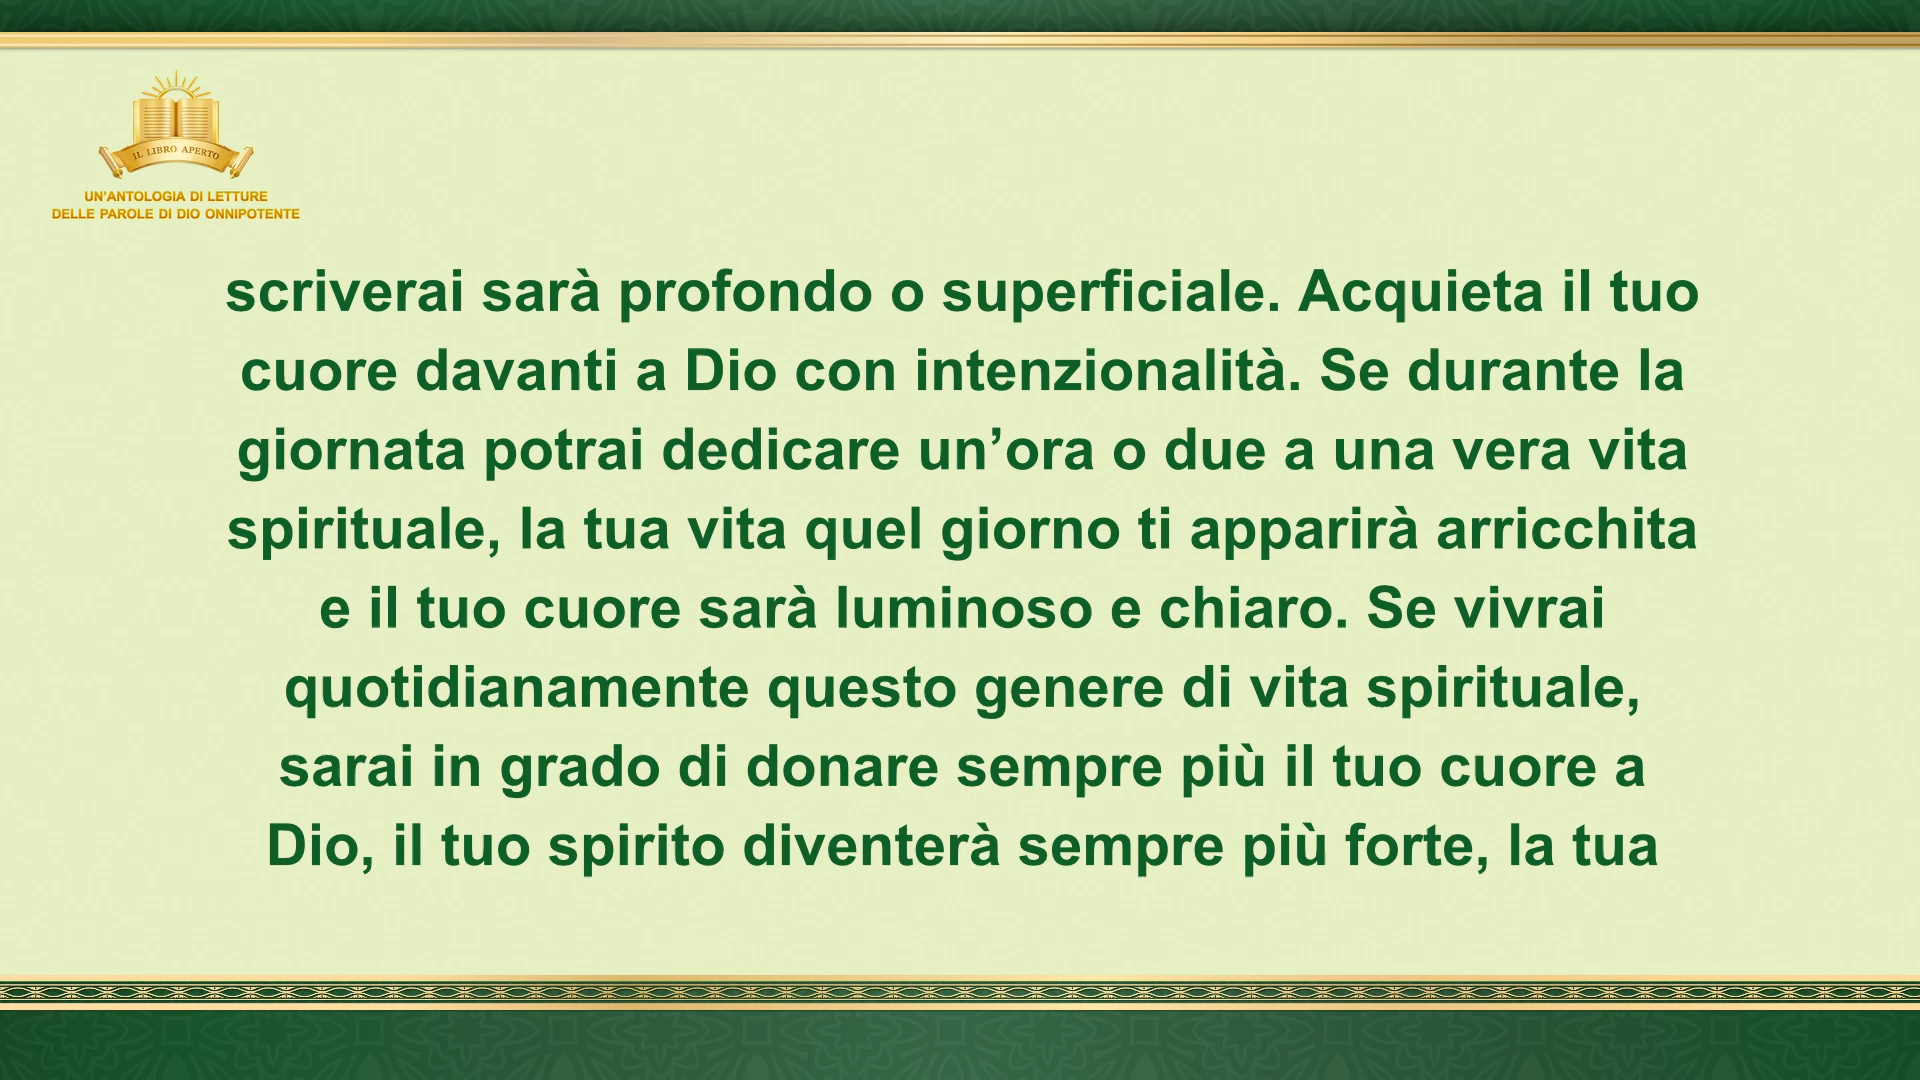 IL LIBRO APERTO
UN'ANTOLOGIA DI LETTURE
DELLE PAROLE DI DIO ONNIPOTENTE
scriverai sarà profondo o superficiale. Acquieta il tuo
cuore davanti a Dio con intenzionalità. Se durante la
giornata potrai dedicare un’ora o due a una vera vita
spirituale, la tua vita quel giorno ti apparirà arricchita
e il tuo cuore sarà luminoso e chiaro. Se vivrai
quotidianamente questo genere di vita spirituale,
sarai in grado di donare sempre più il tuo cuore a
Dio, il tuo spirito diventerà sempre più forte, la tua